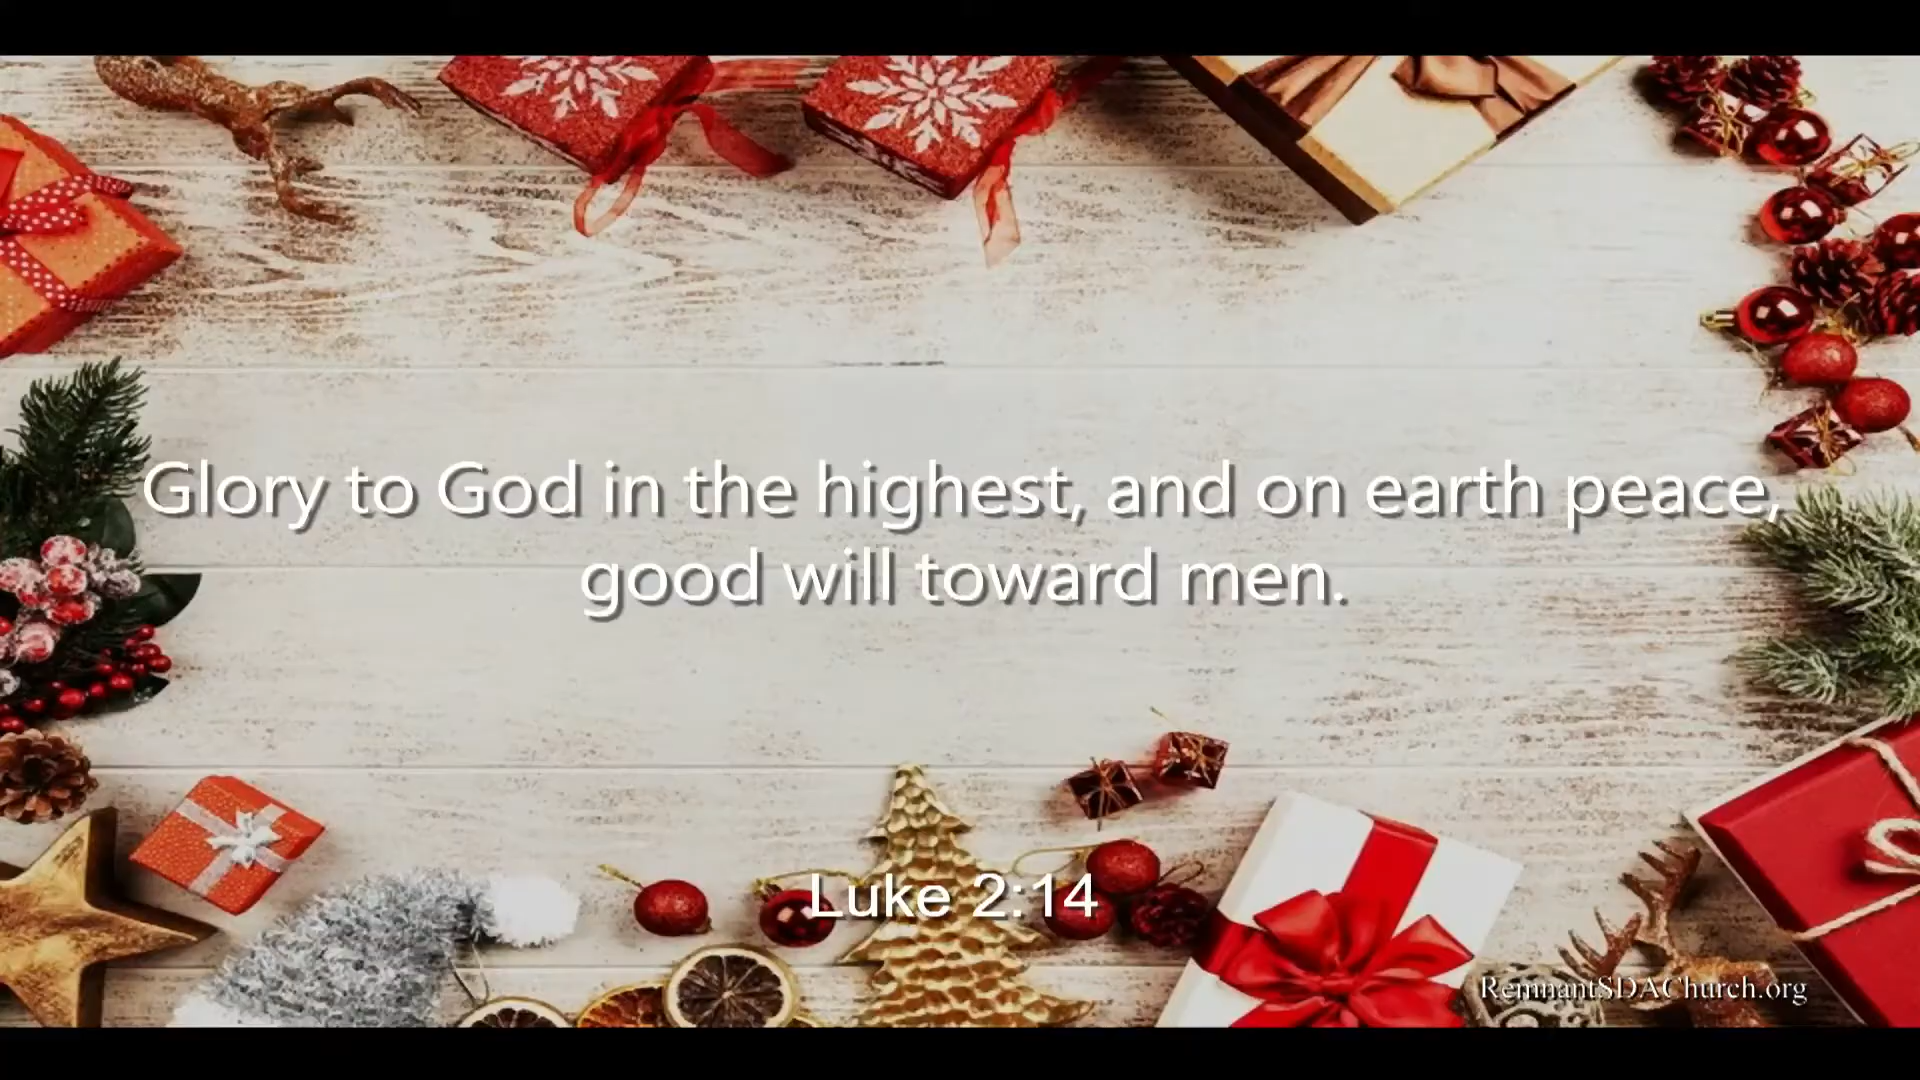 Glory to God in the highest, and on earth peace,
good will toward men.
Luke 2:14
RemnantSDAChurch.org